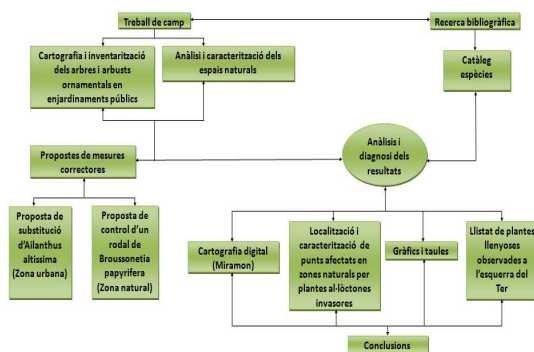 Treball de camp
Recerca bibliogràfica
Cartografia i inventarització
dels arbres i arbusts
ornamentals en
enjardinaments públics
Anàlisi i caracterització dels
espais naturals
Catàleg
espècies
Propostes de mesures
correctores
Anàlisis i
diagnosi dels
resultats
Proposta de
substitució
d'Ailanthus
altissima
(Zona urbana)
Proposta de
control d'un
rodal de
Broussonetia
papyrifera
(Zona natural)
Cartografia digital
(Miramon)
Localització i
caracterització de
punts afectats en
zones naturals per
plantes al·lòctones
invasores
Gràfics i taules
Llistat de plantes
llenyoses
observades a
l'esquerra del
Ter
Conclusions